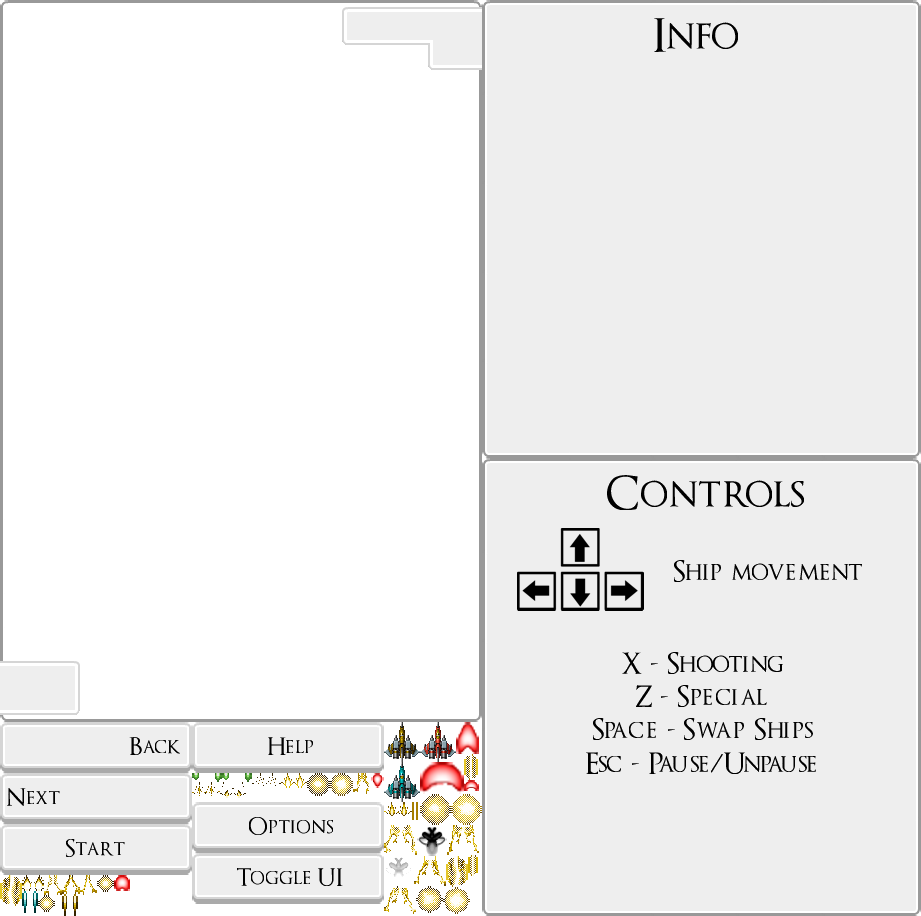 Info
Controls
Ship movement
X - Shooting
Z - Special
Space - Swap Ships
Esc - Pause/Unpause
Back
Help
Next
Options
Start
Toggle UI